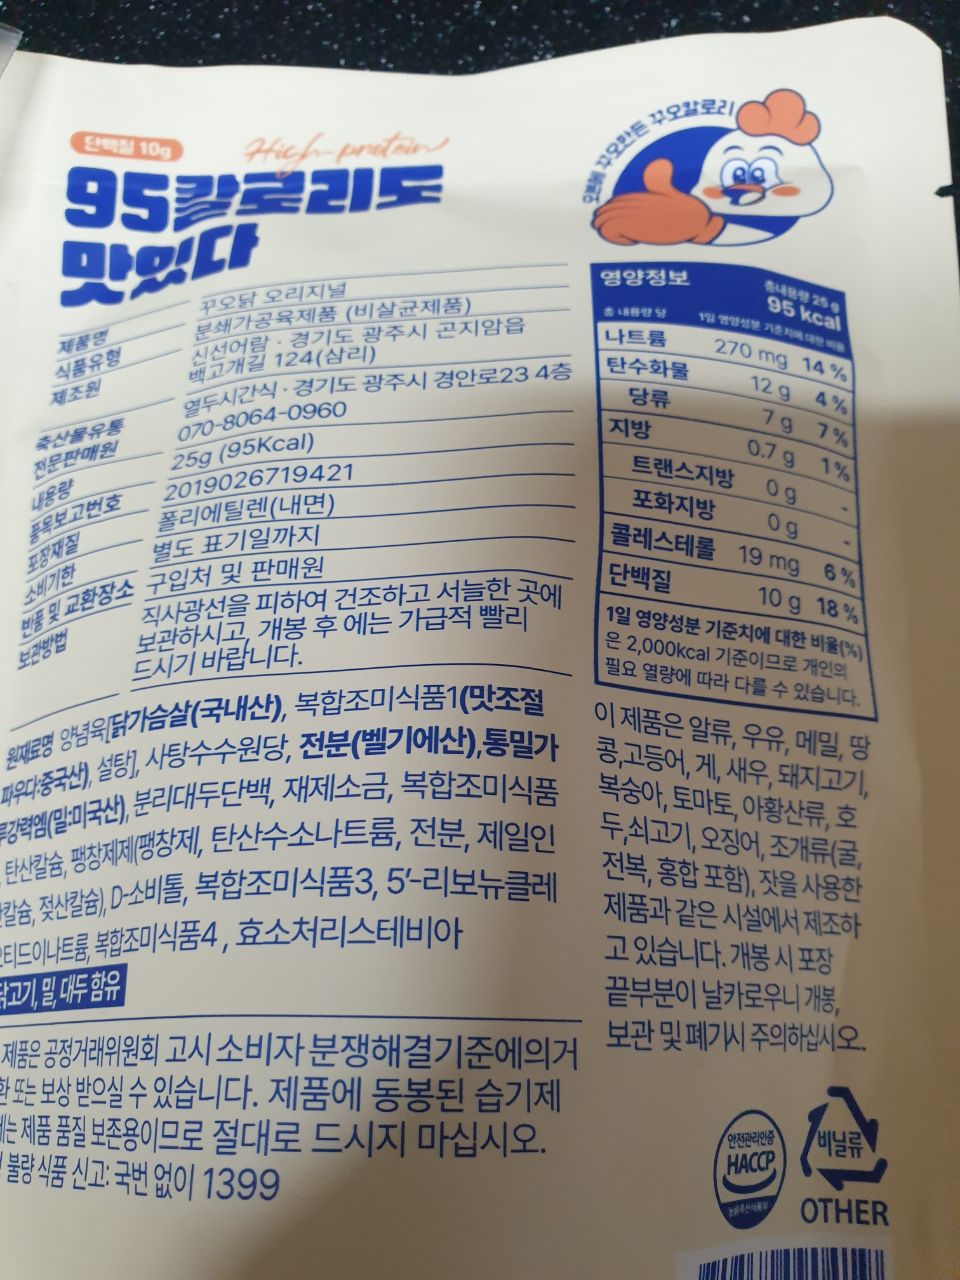 단백질 10g
High-protein
95칼로리도
맛있다
오븐에 꾸오만든 꾸오칼로리
제품명 꾸오닭 오리지널
식품유형 분쇄가공육제품 (비살균제품)
제조원 신선어람 · 경기도 광주시 곤지암읍
백고개길 124(삼리)
축산물유통
전문판매원 열두시간식 · 경기도 광주시 경안로23 4층
070-8064-0960
내용량 25g (95Kcal)
품목보고번호 2019026719421
포장재질 폴리에틸렌(내면)
소비기한 별도 표기일까지
반품 및 교환장소 구입처 및 판매원
보관방법 직사광선을 피하여 건조하고 서늘한 곳에
보관하시고, 개봉 후 에는 가급적 빨리
드시기 바랍니다.
원재료명 양념육[닭가슴살(국내산), 복합조미식품1(맛조절
파우다:중국산), 설탕], 사탕수수원당, 전분(벨기에산),통밀가
루강력엠(밀:미국산), 분리대두단백, 재제소금, 복합조미식품
, 탄산칼슘, 팽창제제(팽창제, 탄산수소나트륨, 전분, 제일인
산칼슘, 젖산칼슘), D-소비톨, 복합조미식품3, 5'-리보뉴클레
오티드이나트륨, 복합조미식품4, 효소처리스테비아
닭고기, 밀, 대두 함유
제품은 공정거래위원회 고시 소비자 분쟁해결기준에의거
환 또는 보상 받으실 수 있습니다. 제품에 동봉된 습기제
는 제품 품질 보존용이므로 절대로 드시지 마십시오.
불량 식품 신고: 국번 없이 1399
영양정보
총내용량 25 g
95 kcal
총 내용량 당 1일 영양성분 기준치에 대한 비율
나트륨 270 mg 14 %
탄수화물 12 g 4 %
당류 7 g 7 %
지방 0.7 g 1 %
트랜스지방 0 g -
포화지방 0 g -
콜레스테롤 19 mg 6 %
단백질 10 g 18 %
1일 영양성분 기준치에 대한 비율(%)
은 2,000kcal 기준이므로 개인의
필요 열량에 따라 다를 수 있습니다.
이 제품은 알류, 우유, 메밀, 땅
콩,고등어, 게, 새우, 돼지고기,
복숭아, 토마토, 아황산류, 호
두,쇠고기, 오징어, 조개류(굴,
전복, 홍합 포함), 잣을 사용한
제품과 같은 시설에서 제조하
고 있습니다. 개봉 시 포장
끝부분이 날카로우니 개봉,
보관 및 폐기시 주의하십시오.
안전관리인증
HACCP
비닐류
OTHER